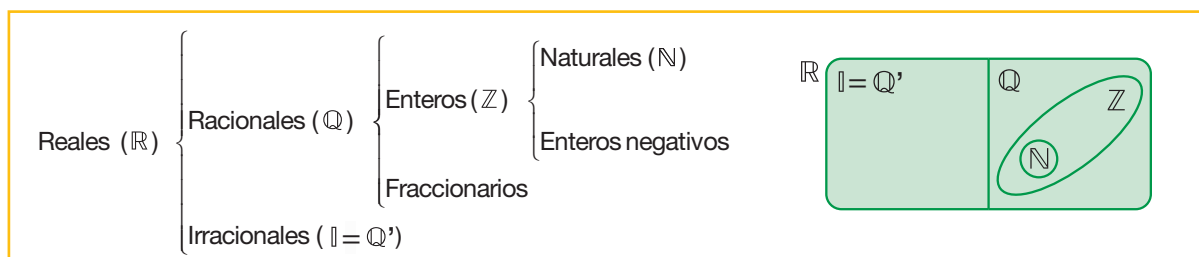 Naturales (ℕ)
Enteros (ℤ)
Racionales (ℚ)
Enteros negativos
Reales (ℝ)
Fraccionarios
Irracionales ( 𝕀 = ℚ’)
ℝ
𝕀 = ℚ’
ℚ
ℤ
ℕ